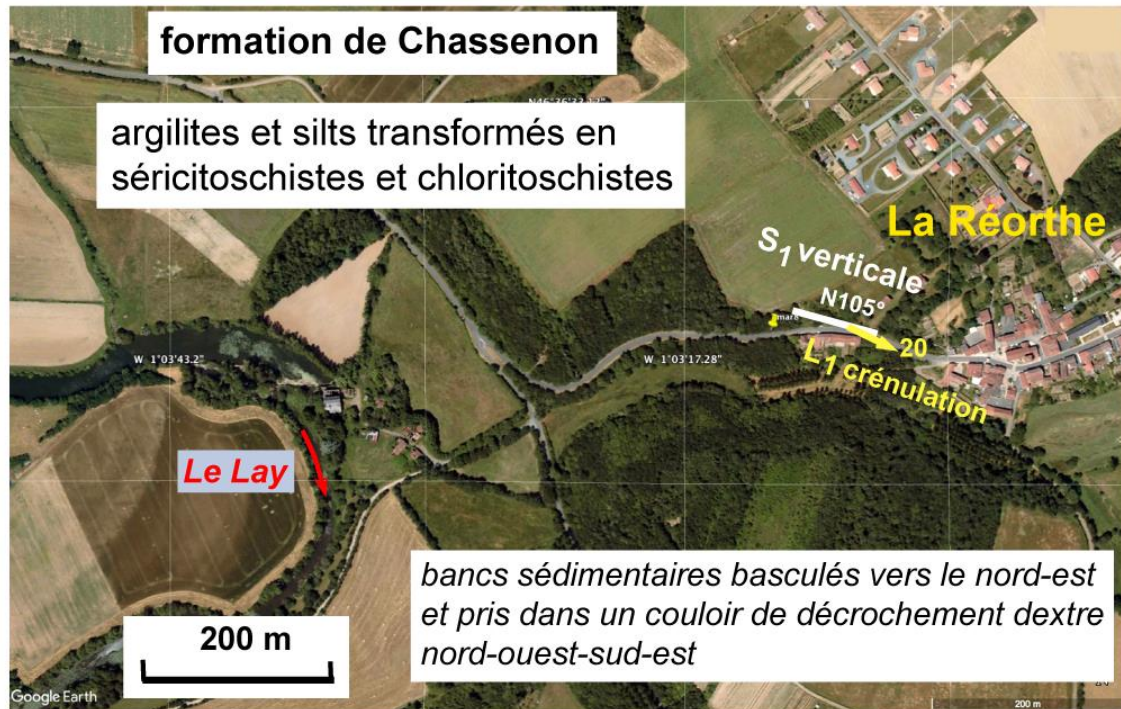 formation de Chassenon
argilites et silts transformés en
séricitoschistes et chloritoschistes
La Réorthe
S1 verticale
N105°
20
L1 crénulation
W 1°03'43.2"
W 1°03'17.28"
Le Lay
200 m
bancs sédimentaires basculés vers le nord-est
et pris dans un couloir de décrochement dextre
nord-ouest-sud-est
Google Earth
200 m